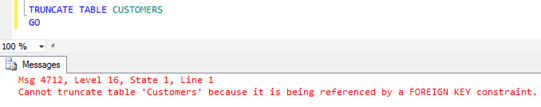 TRUNCATE TABLE CUSTOMERS
GO
100 %
Messages
Msg 4712, Level 16, State 1, Line 1
Cannot truncate table 'Customers' because it is being referenced by a FOREIGN KEY constraint.